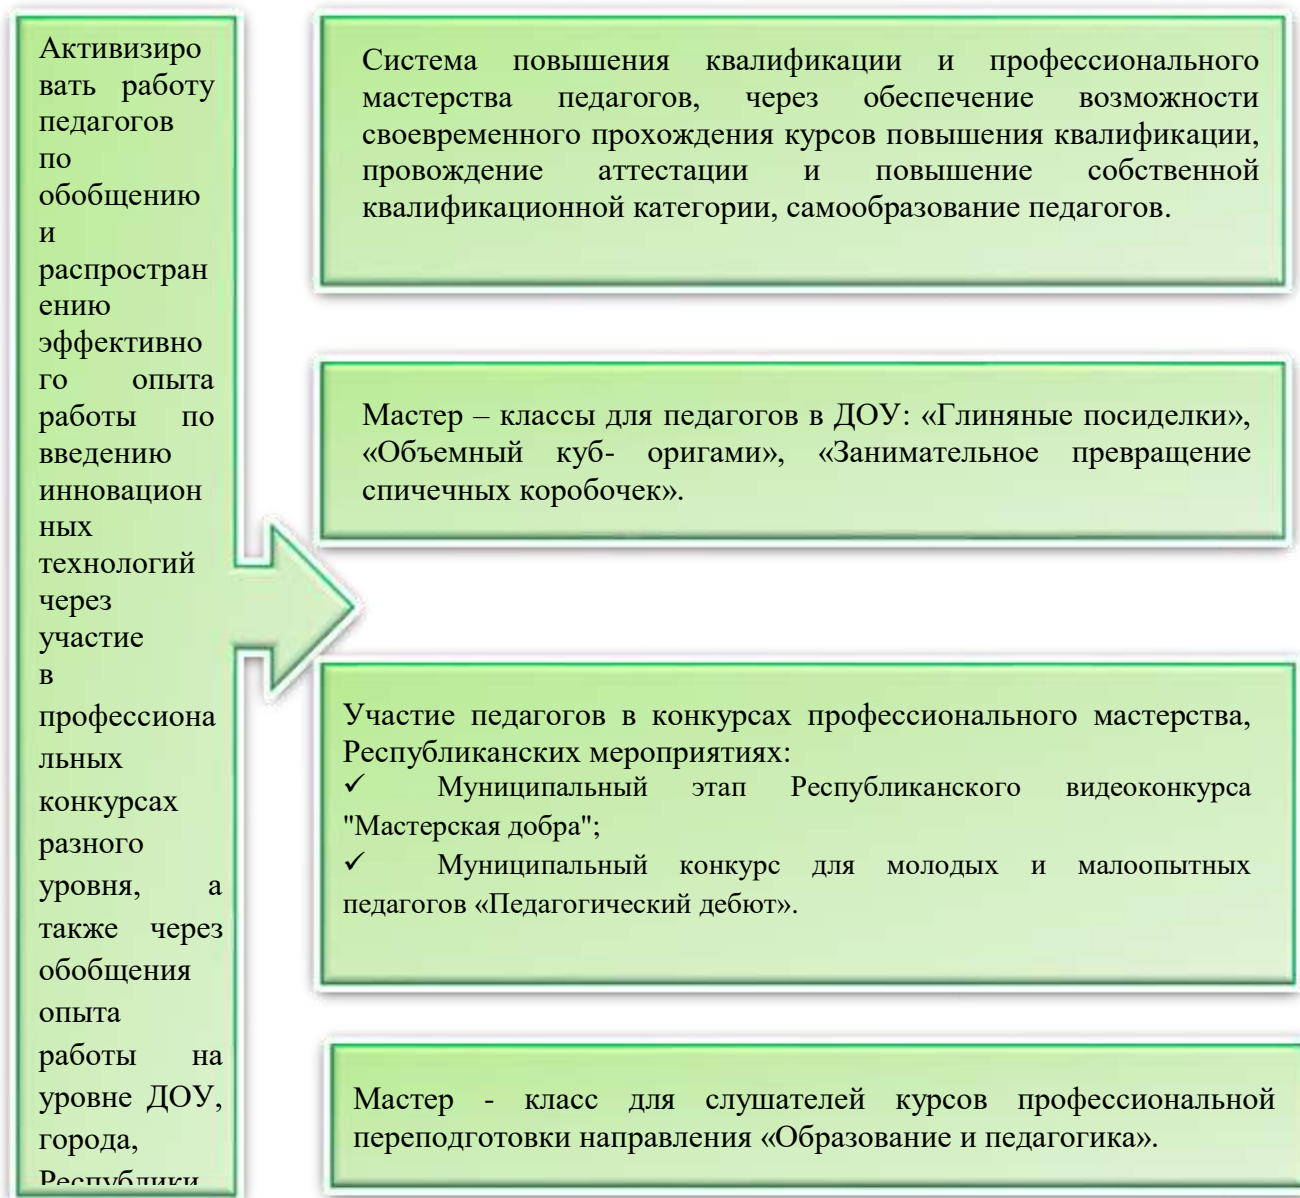 Активизиро
вать работу
педагогов
по
обобщению
и
распростран
ению
эффективно
го опыта
работы по
введению
инновацион
ных
технологий
через
участие
в
профессиона
льных
конкурсах
разного
уровня, а
также через
обобщения
опыта
работы на
уровне ДОУ,
города,
Республики
Система повышения квалификации и профессионального
мастерства педагогов, через обеспечение возможности
своевременного прохождения курсов повышения квалификации,
провождение аттестации и повышение собственной
квалификационной категории, самообразование педагогов.
Мастер – классы для педагогов в ДОУ: «Глиняные посиделки»,
«Объемный куб- оригами», «Занимательное превращение
спичечных коробочек».
Участие педагогов в конкурсах профессионального мастерства,
Республиканских мероприятиях:
✓ Муниципальный этап Республиканского видеоконкурса
"Мастерская добра";
✓ Муниципальный конкурс для молодых и малоопытных
педагогов «Педагогический дебют».
Мастер - класс для слушателей курсов профессиональной
переподготовки направления «Образование и педагогика».